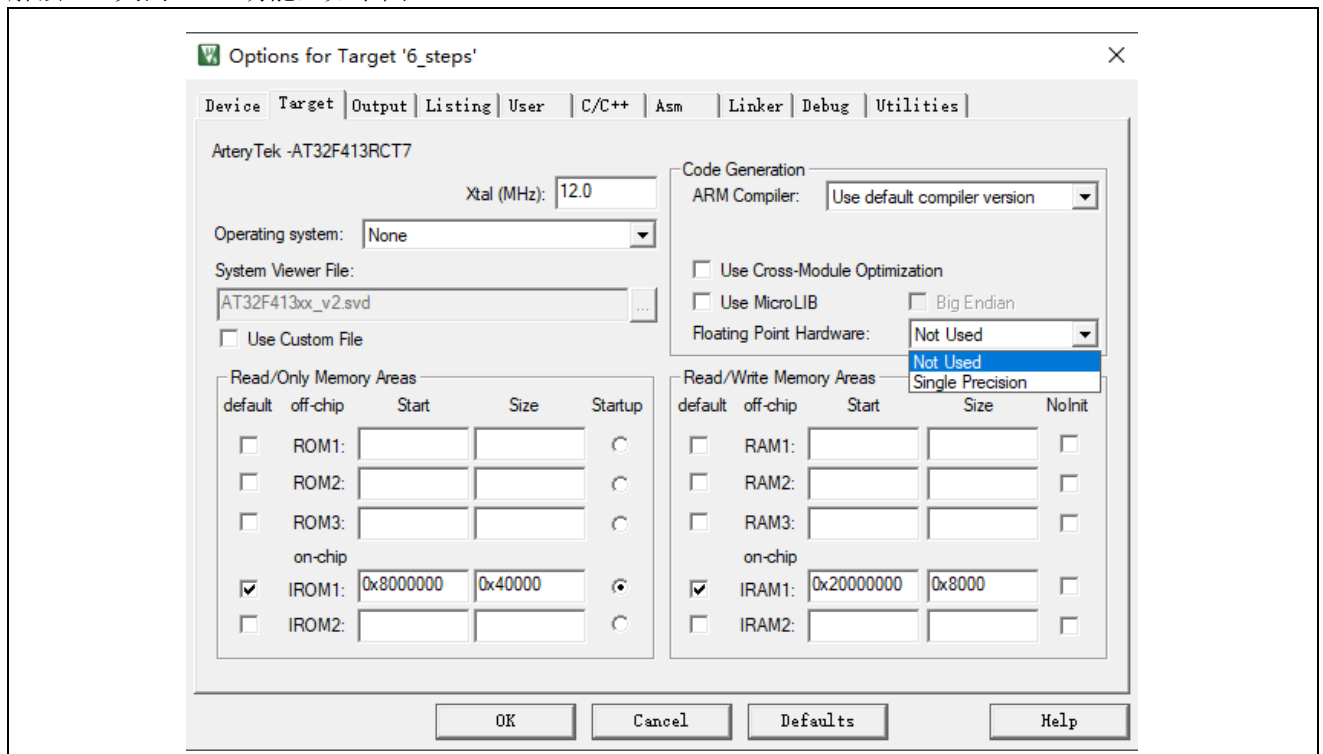 Options for Target '6_steps'
Device Target Output Listing User C/C++ Asm Linker Debug Utilities
ArteryTek -AT32F413RCT7
Xtal (MHz): 12.0
Operating system: None
System Viewer File:
AT32F413xx_v2.svd
...
Use Custom File
Code Generation
ARM Compiler: Use default compiler version
Use Cross-Module Optimization
Use MicroLIB Big Endian
Floating Point Hardware: Not Used
Not Used
Single Precision
Read/Only Memory Areas
default off-chip Start Size Startup
ROM1:
ROM2:
ROM3:
on-chip
IROM1: 0x8000000 0x40000
IROM2:
Read/Write Memory Areas
default off-chip Start Size NoInit
RAM1:
RAM2:
RAM3:
on-chip
IRAM1: 0x20000000 0x8000
IRAM2:
OK Cancel Defaults Help